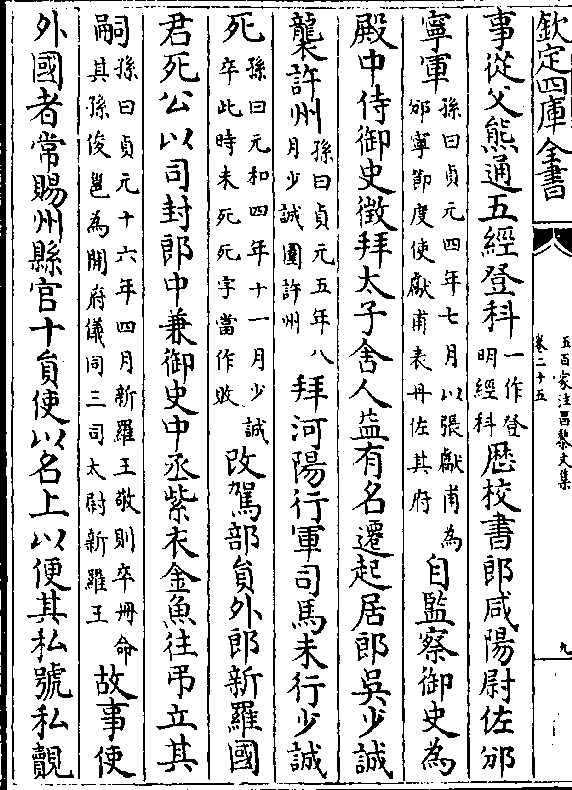 欽定四庫全書
五百家注昌黎文集
卷二十五
九
事從父熊通五經登科一作登明經科歴校書郎咸陽尉佐邠
寧軍孫曰貞元四年七月以張獻甫為邠寧節度使獻甫表丹佐其府自監察御史為
殿中侍御史徴拜太子舍人益有名遷起居郎吳少誠
襲許州孫曰貞元五年八月少誠圍許州拜河陽行軍司馬未行少誠
死孫曰元和四年十一月少誠卒此時未死死字當作敗改駕部員外郎新羅國
君死公以司封郎中兼御史中丞紫衣金魚往弔立其
嗣孫曰貞元十六年四月新羅王敬則卒冊命其孫俊邕為開府儀同三司太尉新羅王故事使
外國者常賜州縣官十員使以名上以便其私號私覿